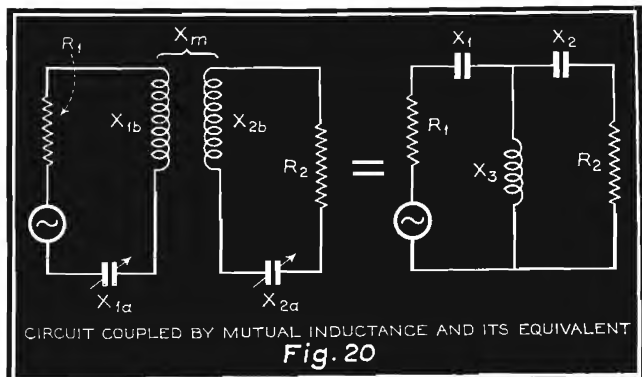 R₁
Xₘ
X₁b
X₂b
R₂
X₁ₐ
X₂ₐ
=
X₁
X₂
R₁
X₃
R₂
CIRCUIT COUPLED BY MUTUAL INDUCTANCE AND ITS EQUIVALENT
Fig. 20